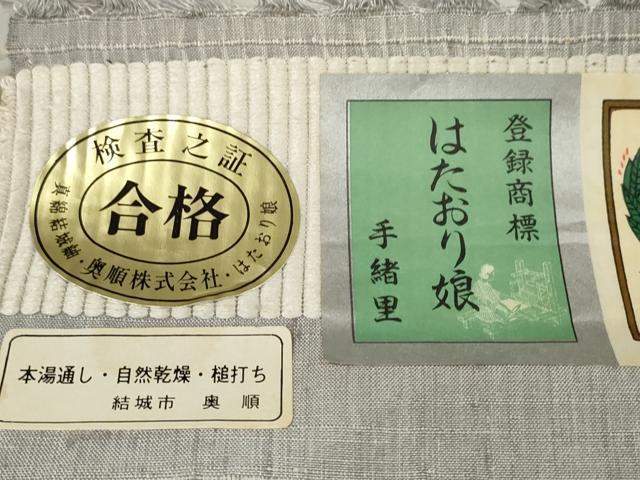 検査之証
合格
真綿結城紬・奥順株式会社・はたおり娘
登録商標
はたおり娘
手緒里
本湯通し・自然乾燥・槌打ち
結城市 奥順